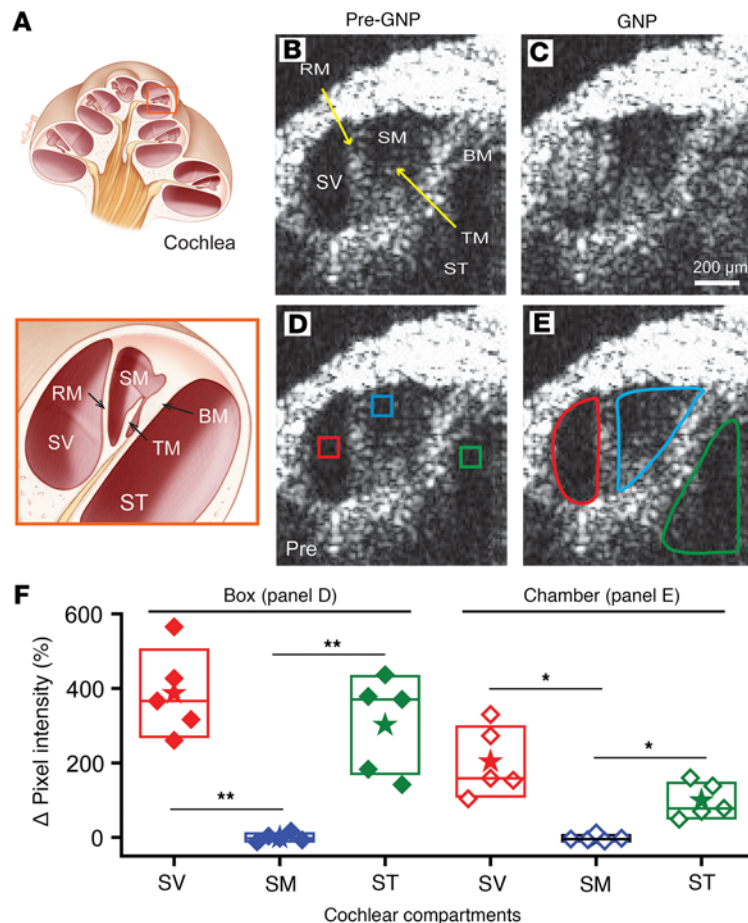 A
Cochlea
RM
SM
SV
TM
BM
ST
Pre-GNP
GNP
B
RM
SM
BM
SV
TM
ST
C
200 µm
D
Pre
E
F
Box (panel D)
Chamber (panel E)
Δ Pixel intensity (%)
600
400
200
0
**
**
*
*
SV
SM
ST
SV
SM
ST
Cochlear compartments